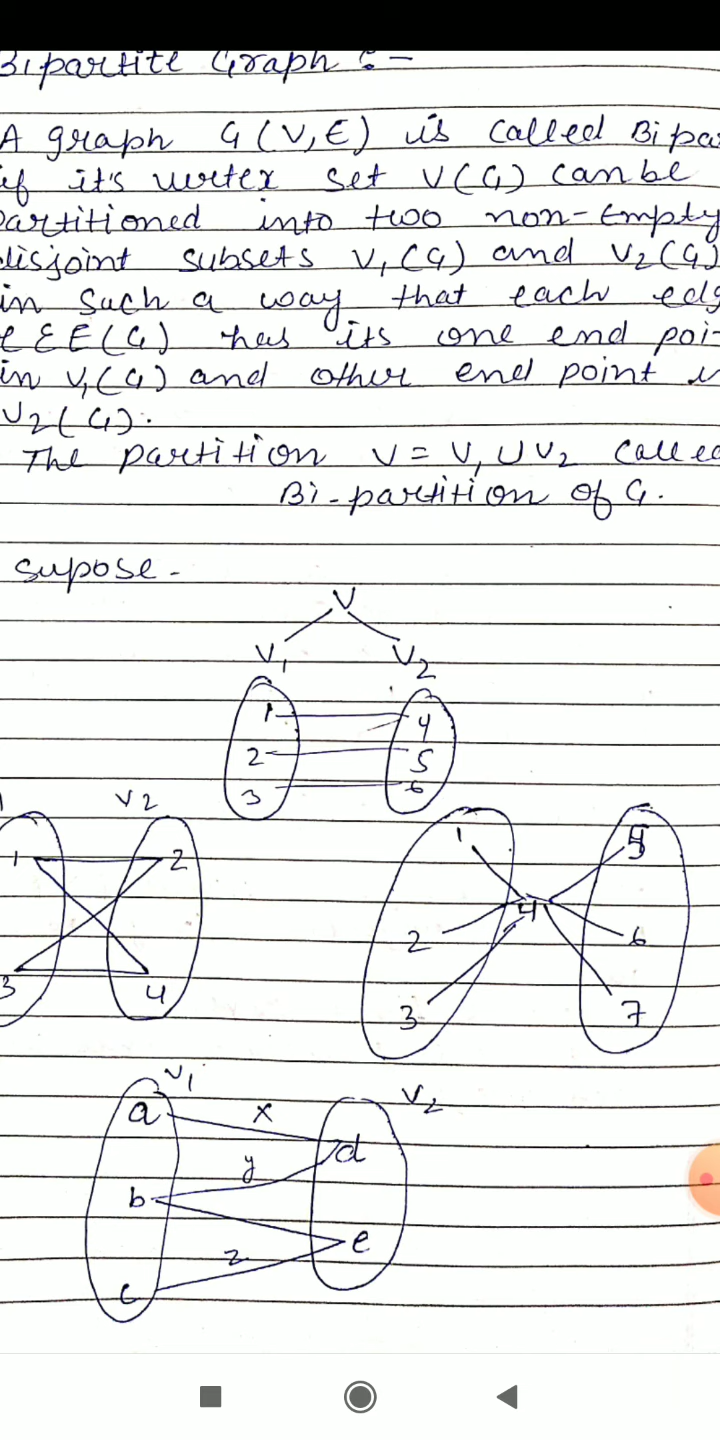 Bipartite Graph :-
A graph G(V,E) is called Bipa
if it's vertex set V(G) can be
partitioned into two non-Empty
disjoint subsets V1(G) and V2(G)
in such a way that each edg
e E E(G) has its one end poi
in V1(G) and other end point i
V2(G).
The partition V = V1 U V2 called
Bi-partition of G.
Supose -
V
V1 V2
1 4
2 5
3 6
1 V2
1 2
3 4
1 5
4
2 6
3 7
V1 V2
a x d
y
b
z e
c